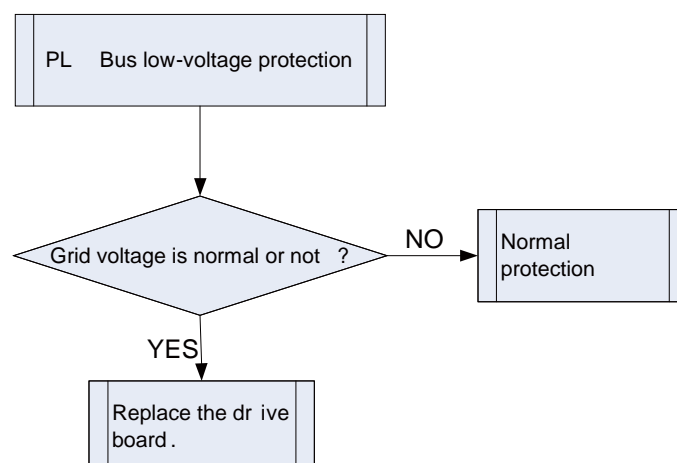 PL Bus low-voltage protection
Grid voltage is normal or not ?
NO
Normal
protection
YES
Replace the dr ive
board .